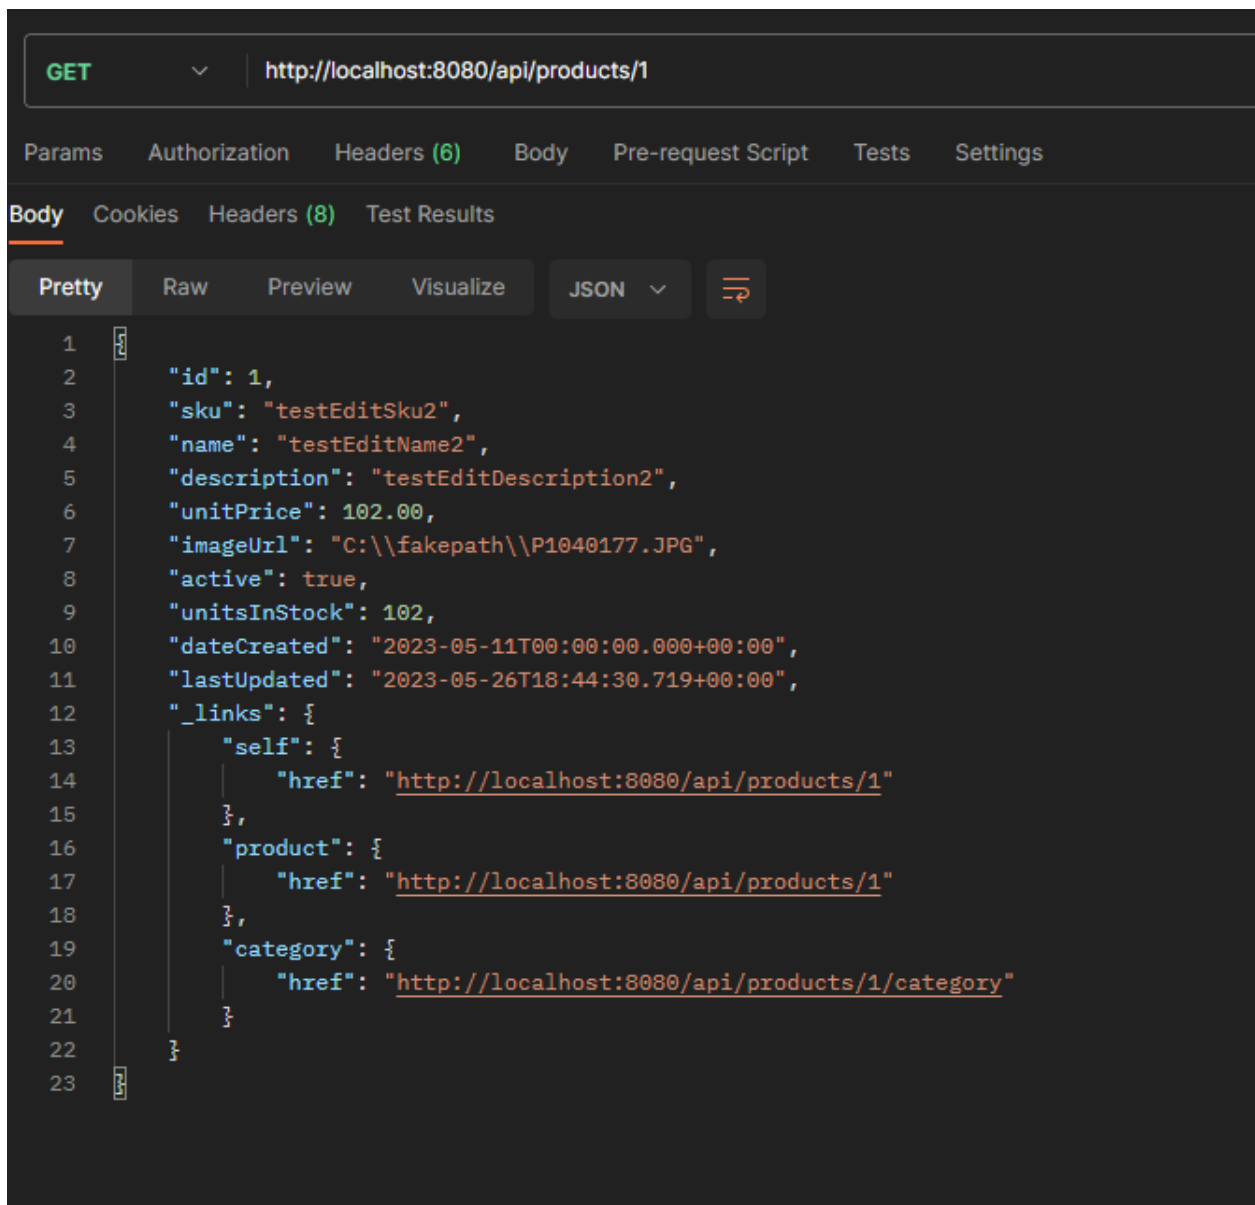 GET http://localhost:8080/api/products/1
Params Authorization Headers (6) Body Pre-request Script Tests Settings
Body Cookies Headers (8) Test Results
Pretty Raw Preview Visualize JSON
1 {
2 "id": 1,
3 "sku": "testEditSku2",
4 "name": "testEditName2",
5 "description": "testEditDescription2",
6 "unitPrice": 102.00,
7 "imageUrl": "C:\\fakepath\\P1040177.JPG",
8 "active": true,
9 "unitsInStock": 102,
10 "dateCreated": "2023-05-11T00:00:00.000+00:00",
11 "lastUpdated": "2023-05-26T18:44:30.719+00:00",
12 "_links": {
13 "self": {
14 "href": "http://localhost:8080/api/products/1"
15 },
16 "product": {
17 "href": "http://localhost:8080/api/products/1"
18 },
19 "category": {
20 "href": "http://localhost:8080/api/products/1/category"
21 }
22 }
23 }